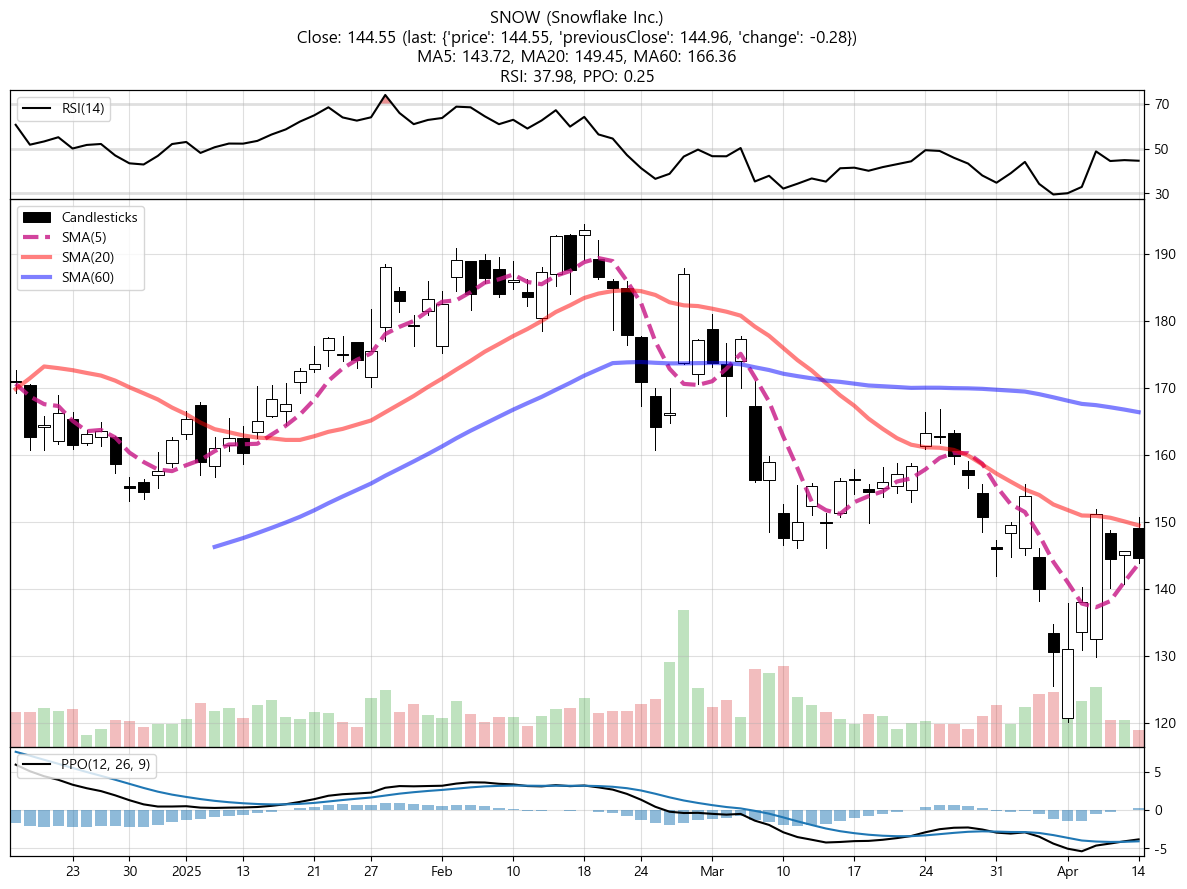 SNOW (Snowflake Inc.)
Close: 144.55 (last: {'price': 144.55, 'previousClose': 144.96, 'change': -0.28})
MA5: 143.72, MA20: 149.45, MA60: 166.36
RSI: 37.98, PPO: 0.25
RSI(14)
70
50
30
Candlesticks
SMA(5)
SMA(20)
SMA(60)
190
180
170
160
150
140
130
120
PPO(12, 26, 9)
5
0
-5
23 30 2025 13 21 27 Feb 10 18 24 Mar 10 17 24 31 Apr 14